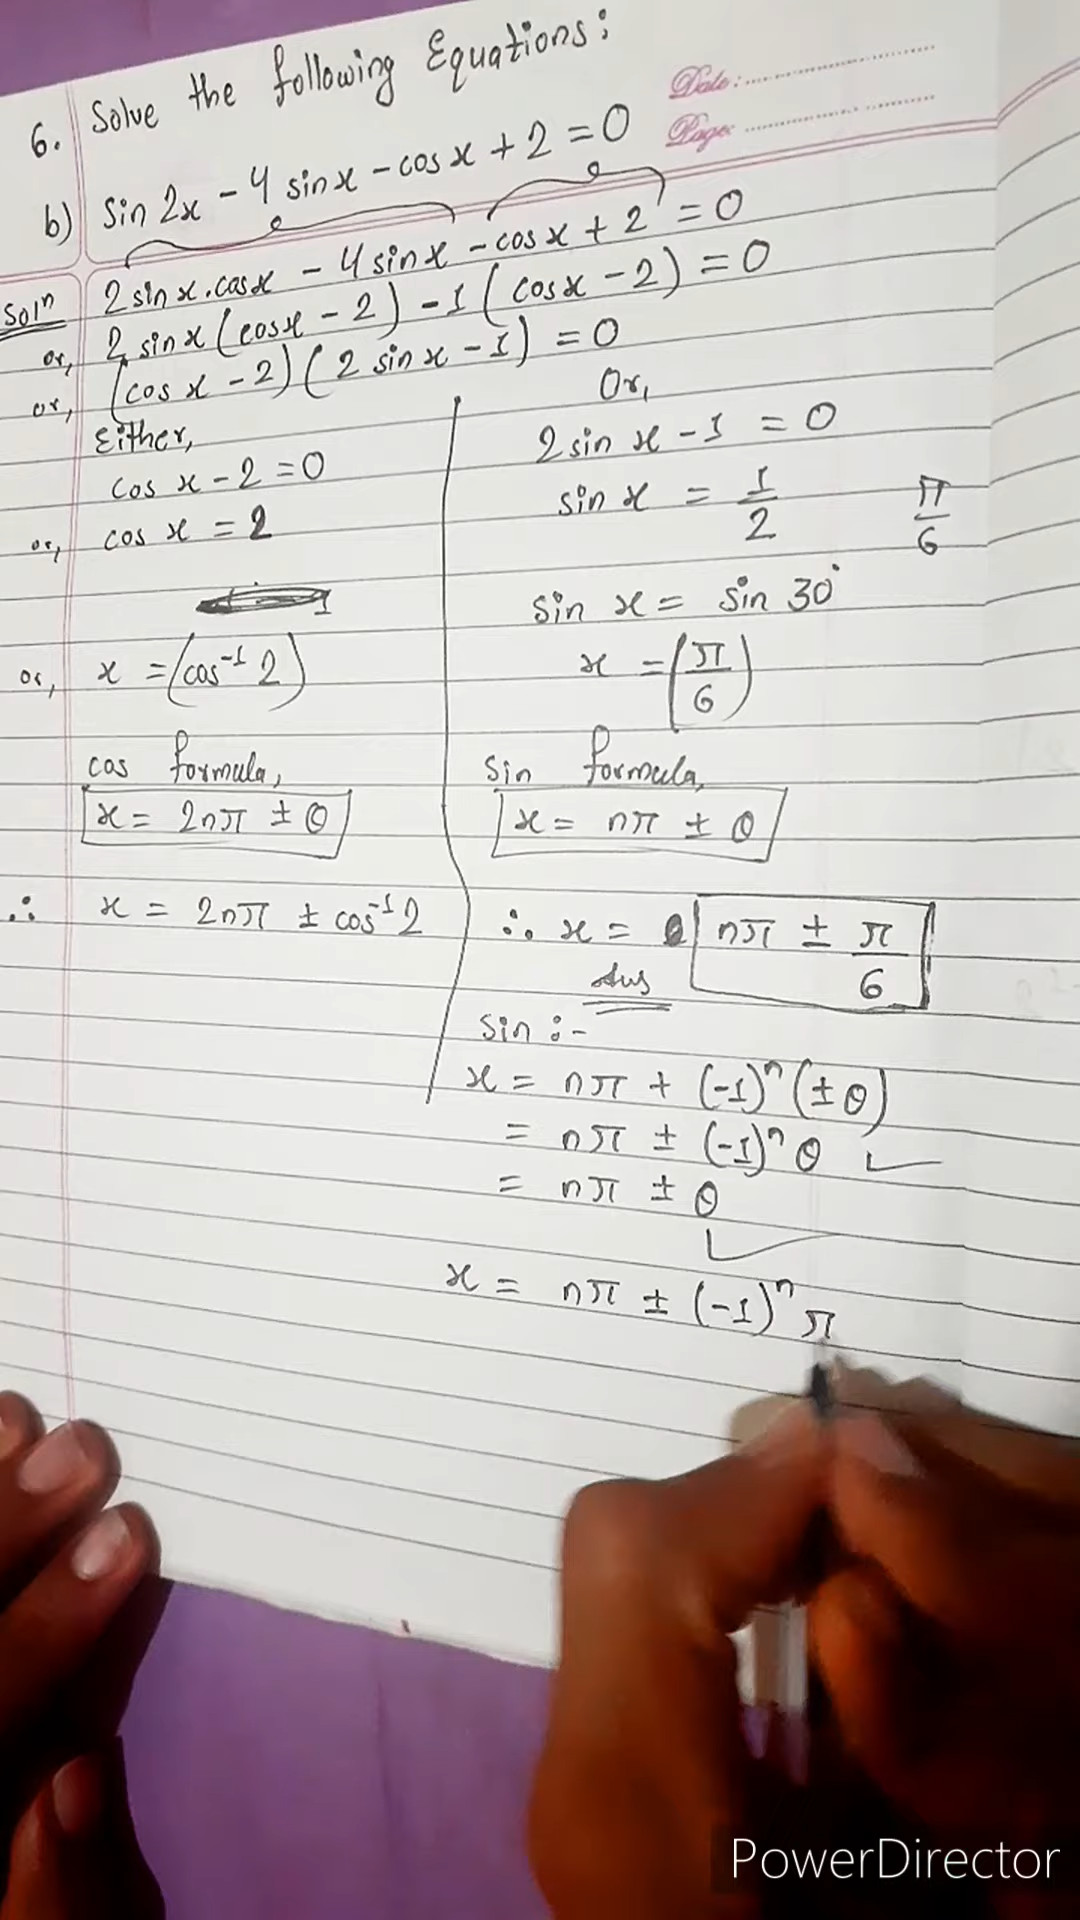 6. Solve the following Equations:
Date: ....................
Page: ....................
b) sin 2x - 4 sin x - cos x + 2 = 0
Solⁿ 2 sin x . cos x - 4 sin x - cos x + 2 = 0
or, 2 sin x (cos x - 2) - 1 (cos x - 2) = 0
or, (cos x - 2) (2 sin x - 1) = 0
Either,
cos x - 2 = 0
or, cos x = 2
or, x = (cos⁻¹ 2)
cos formula,
x = 2nπ ± θ
∴ x = 2nπ ± cos⁻¹ 2
Or,
2 sin x - 1 = 0
sin x = 1/2
π/6
sin x = sin 30°
x = (π/6)
Sin formula,
x = nπ ± θ
∴ x = nπ ± π/6
Ans
Sin :-
x = nπ + (-1)ⁿ (± θ)
= nπ ± (-1)ⁿ θ
= nπ ± θ
x = nπ ± (-1)ⁿ π
PowerDirector